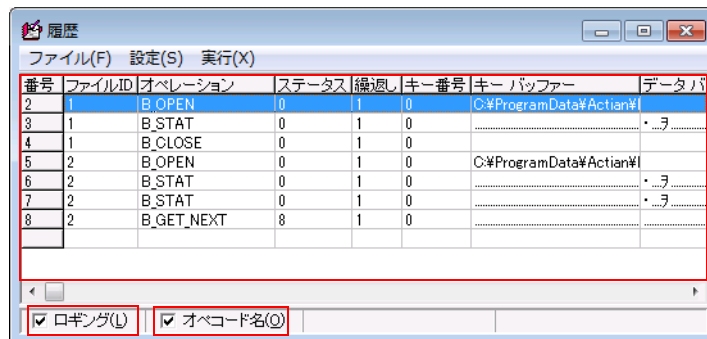 履歴
ファイル(F) 設定(S) 実行(X)
番号 ファイルID オペレーション ステータス 繰返し キー番号 キー バッファー データ バ
2 1 B_OPEN 0 1 0 C:¥ProgramData¥Actian¥
3 1 B_STAT 0 1 0
4 1 B_CLOSE 0 1 0
5 2 B_OPEN 0 1 0 C:¥ProgramData¥Actian¥
6 2 B_STAT 0 1 0
7 2 B_STAT 0 1 0
8 2 B_GET_NEXT 8 1 0
ロギング(L) オペコード名(O)